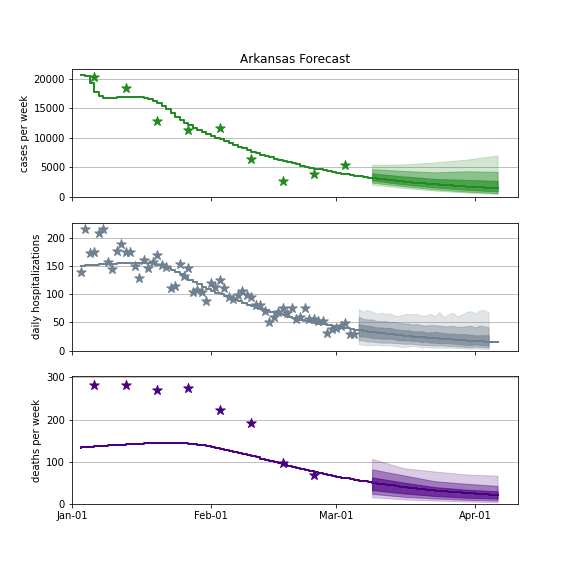 Arkansas Forecast
cases per week
20000
15000
10000
5000
0
daily hospitalizations
200
150
100
50
0
deaths per week
300
200
100
0
Jan-01 Feb-01 Mar-01 Apr-01